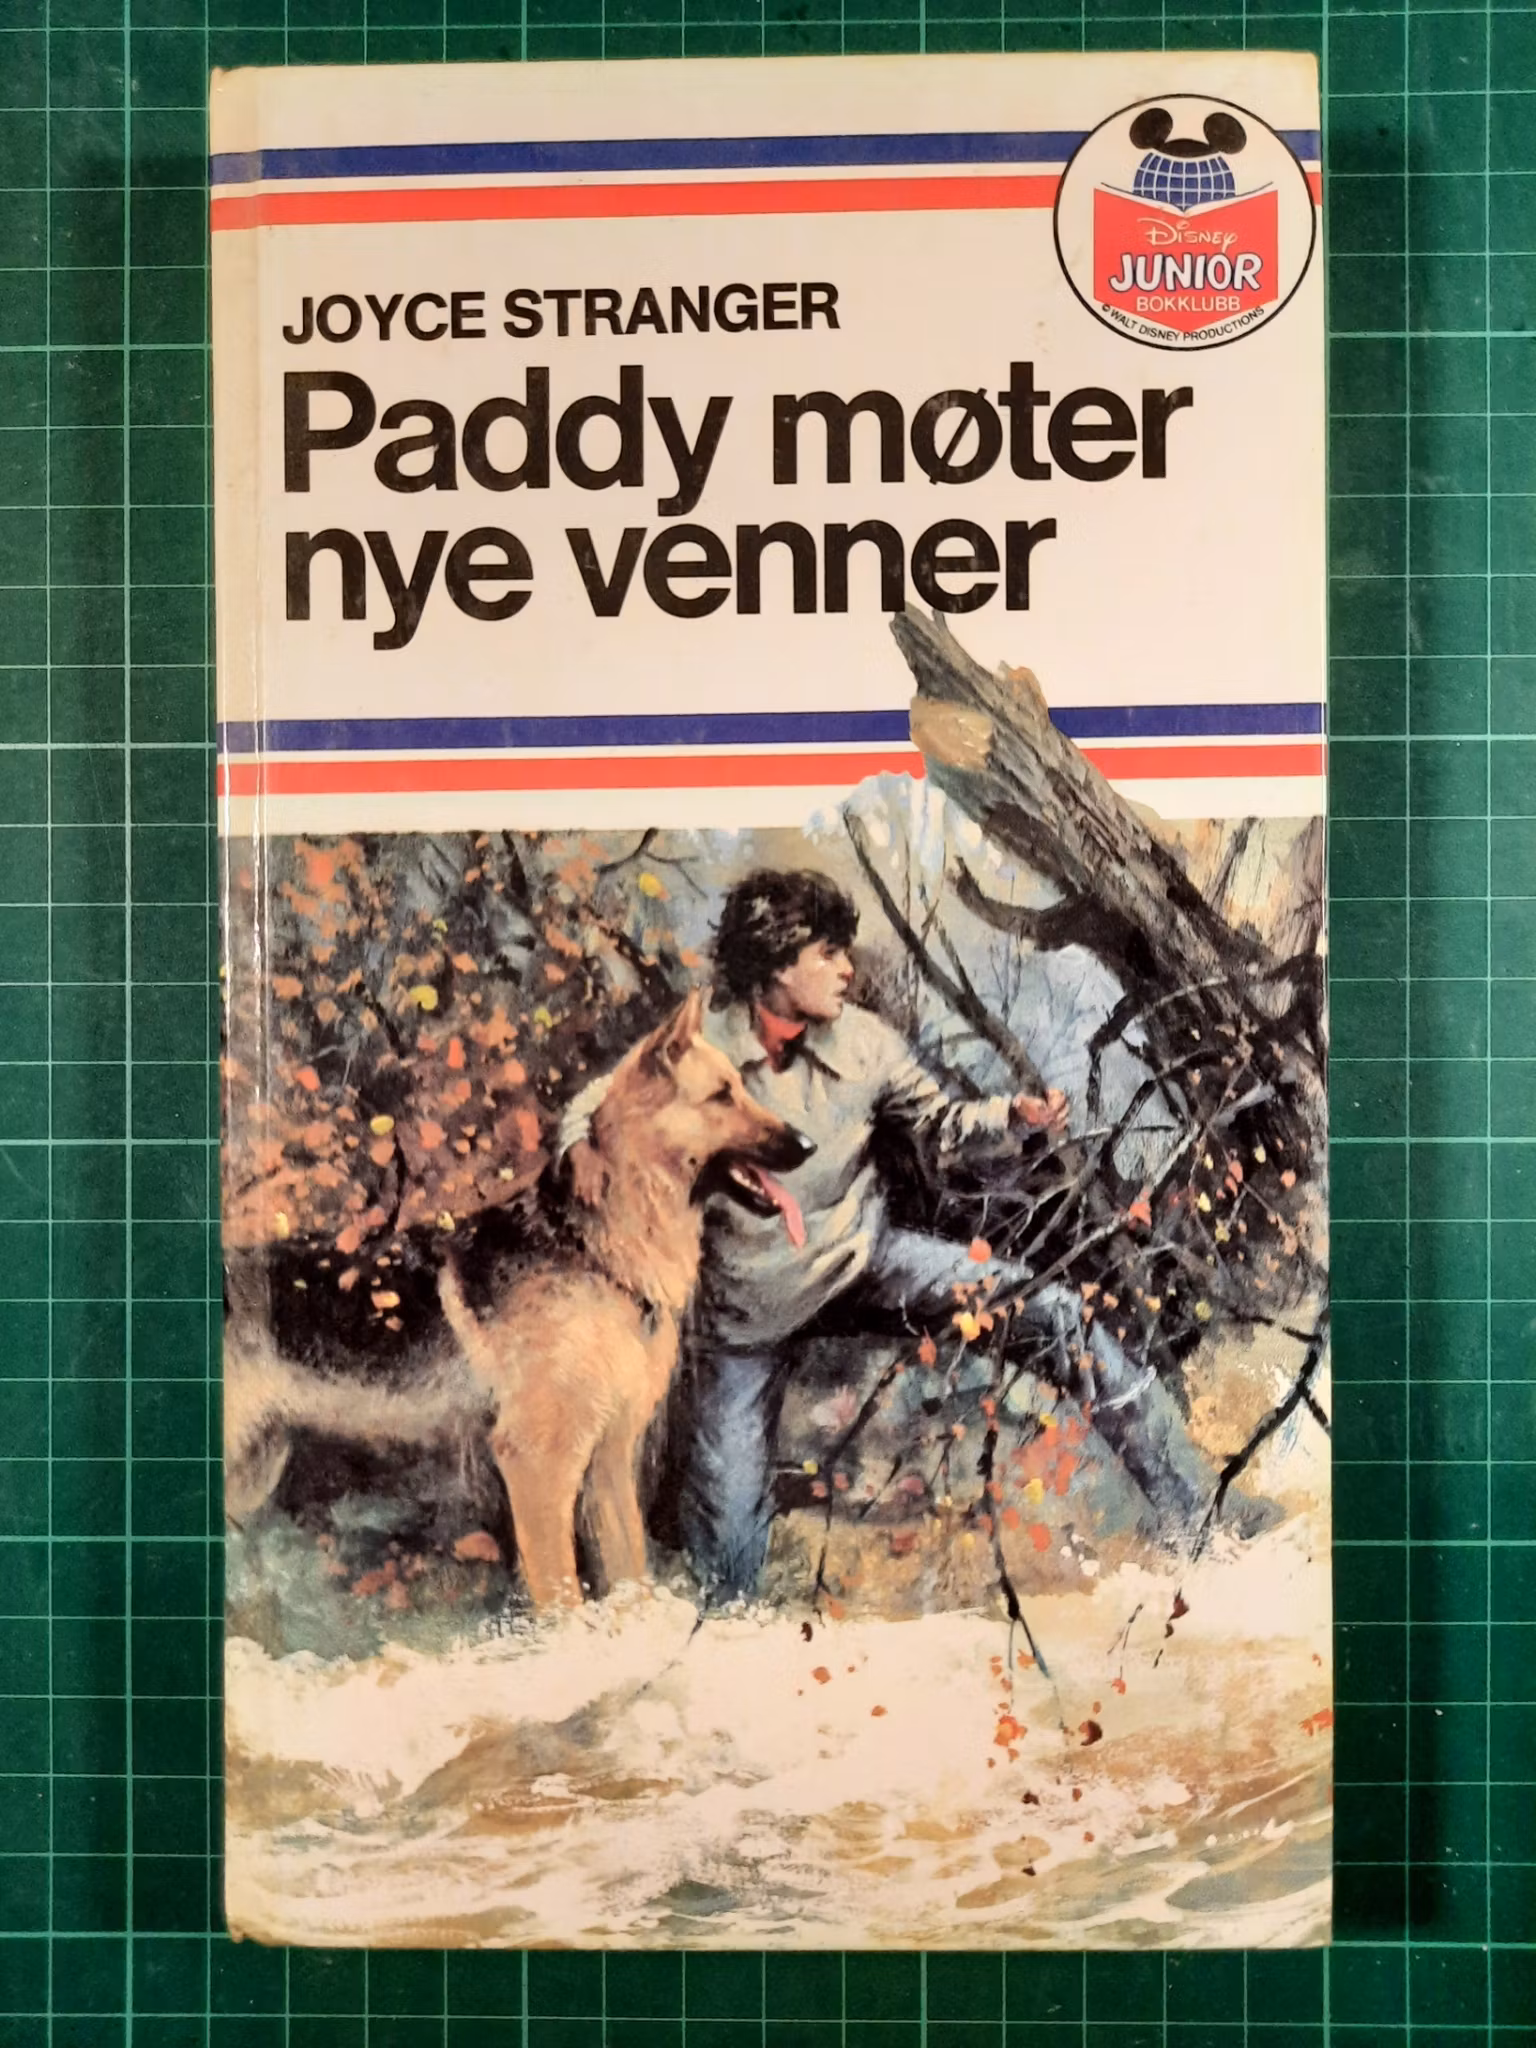 Disney
JUNIOR
BOKKLUBB
© WALT DISNEY PRODUCTIONS
JOYCE STRANGER
Paddy møter
nye venner